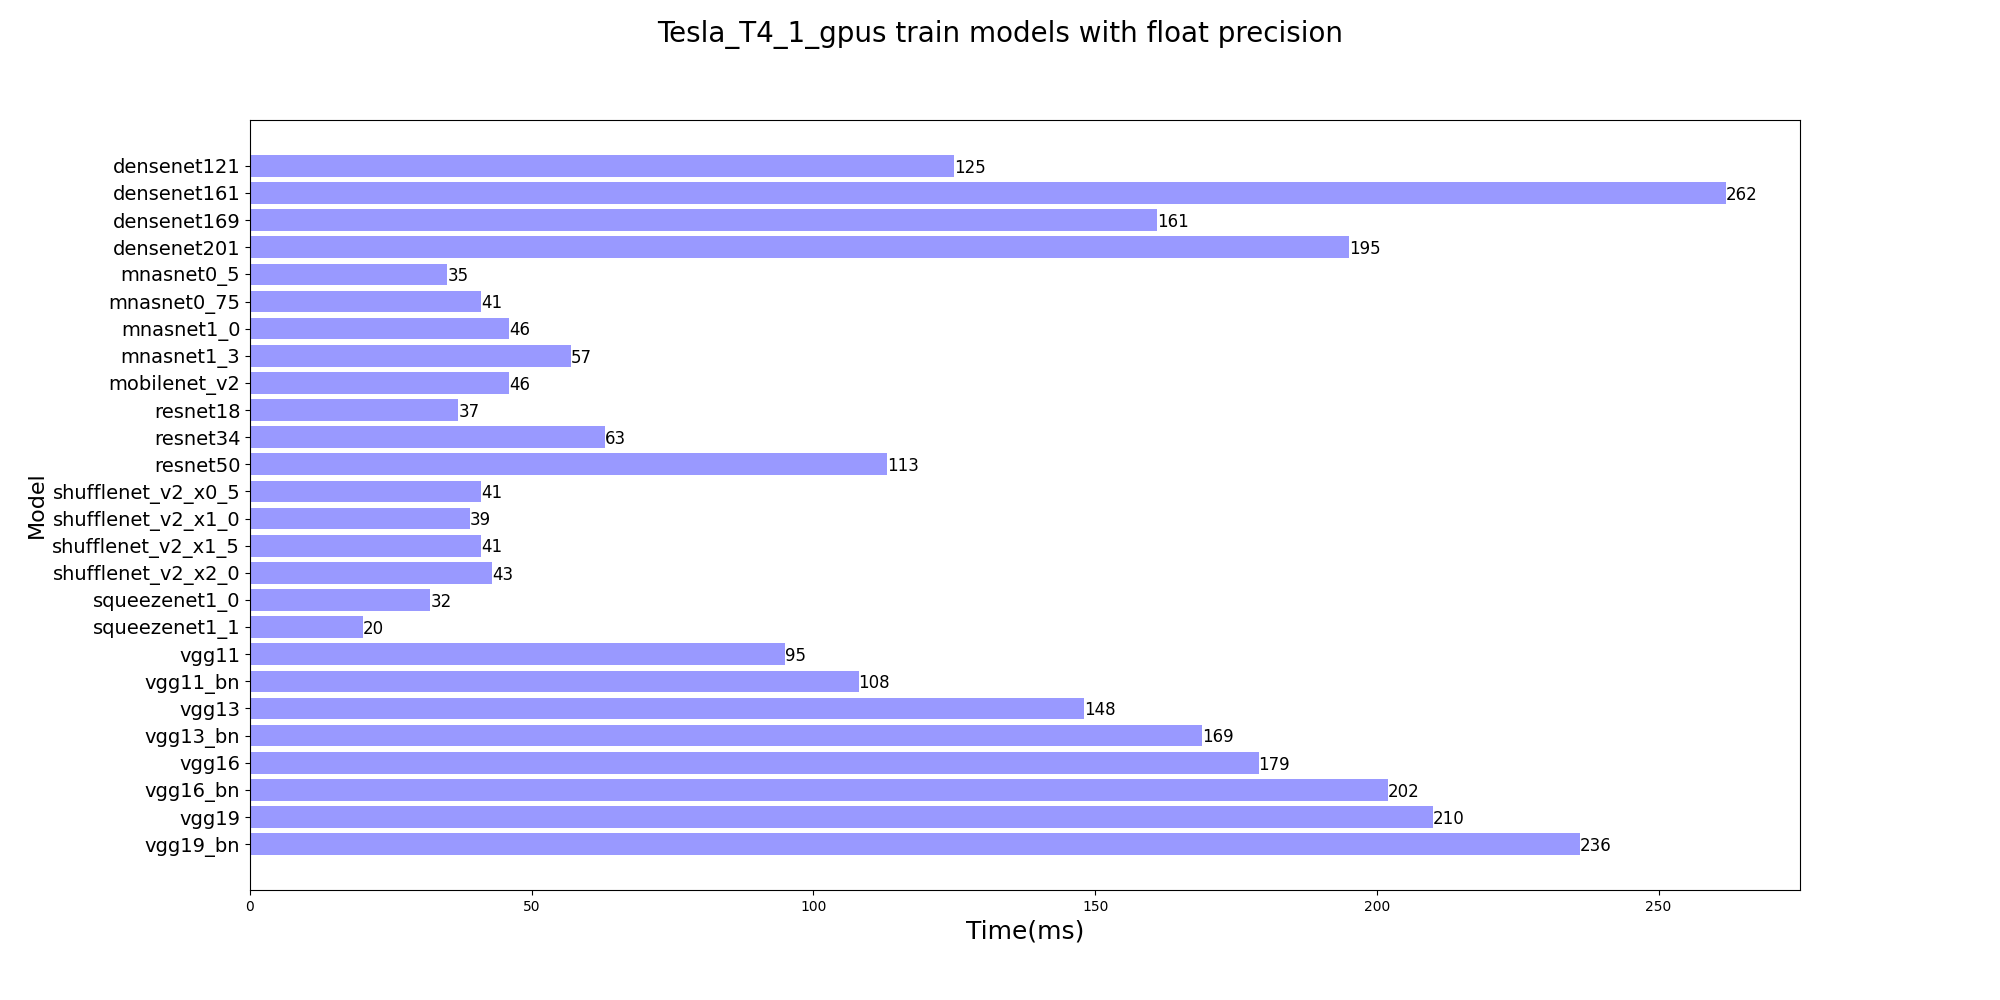 Tesla_T4_1_gpus train models with float precision
Model
densenet121 125
densenet161 262
densenet169 161
densenet201 195
mnasnet0_5 35
mnasnet0_75 41
mnasnet1_0 46
mnasnet1_3 57
mobilenet_v2 46
resnet18 37
resnet34 63
resnet50 113
shufflenet_v2_x0_5 41
shufflenet_v2_x1_0 39
shufflenet_v2_x1_5 41
shufflenet_v2_x2_0 43
squeezenet1_0 32
squeezenet1_1 20
vgg11 95
vgg11_bn 108
vgg13 148
vgg13_bn 169
vgg16 179
vgg16_bn 202
vgg19 210
vgg19_bn 236
0 50 100 150 200 250
Time(ms)